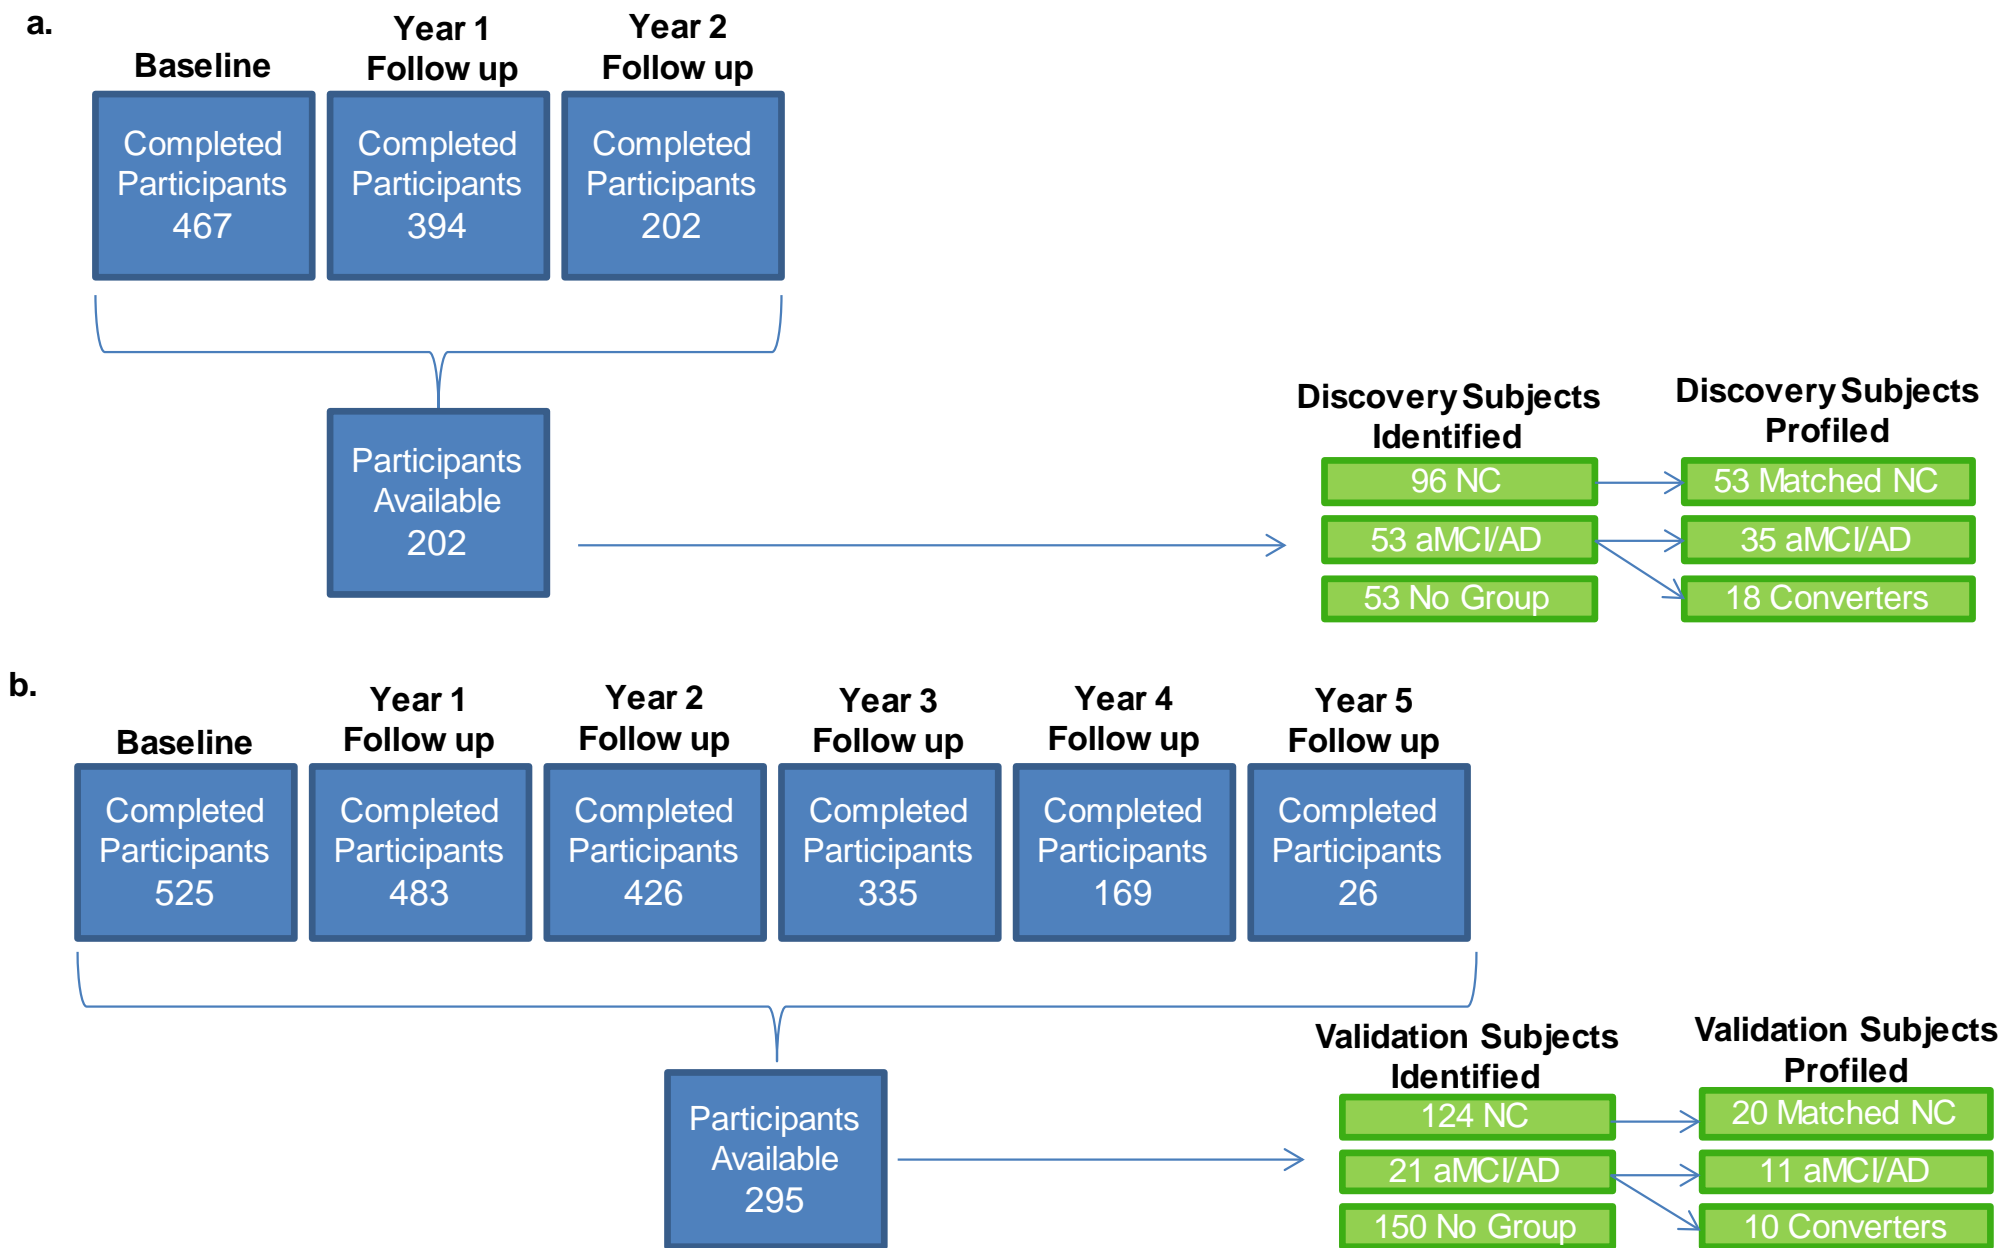 a.
Baseline
Year 1
Follow up
Year 2
Follow up
Completed
Participants
467
Completed
Participants
394
Completed
Participants
202
Participants
Available
202
Discovery Subjects
Identified
96 NC
53 aMCI/AD
53 No Group
Discovery Subjects
Profiled
53 Matched NC
35 aMCI/AD
18 Converters
b.
Baseline
Year 1
Follow up
Year 2
Follow up
Year 3
Follow up
Year 4
Follow up
Year 5
Follow up
Completed
Participants
525
Completed
Participants
483
Completed
Participants
426
Completed
Participants
335
Completed
Participants
169
Completed
Participants
26
Participants
Available
295
Validation Subjects
Identified
124 NC
21 aMCI/AD
150 No Group
Validation Subjects
Profiled
20 Matched NC
11 aMCI/AD
10 Converters